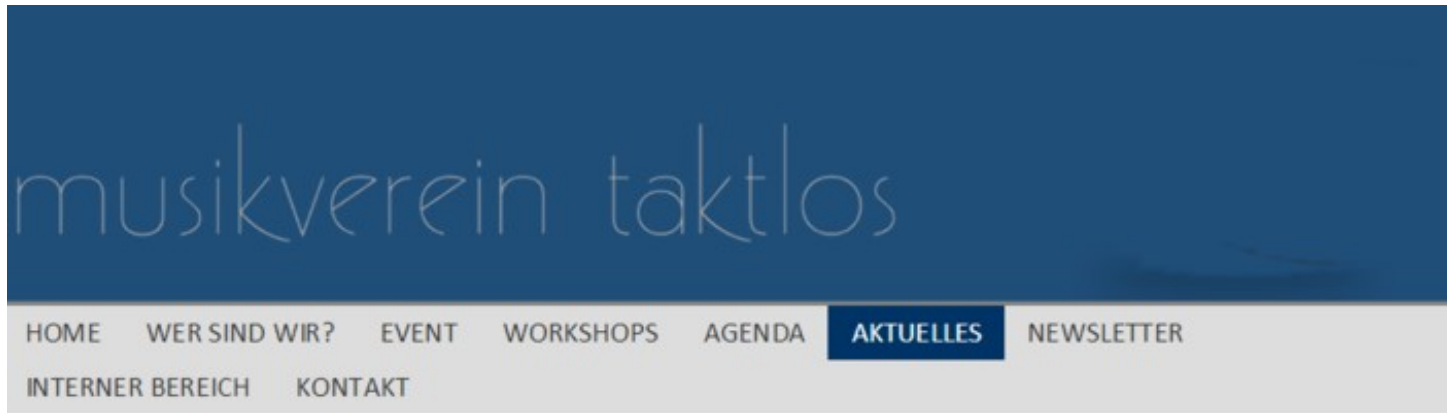 musikverein taktlos
HOME WER SIND WIR? EVENT WORKSHOPS AGENDA AKTUELLES NEWSLETTER
INTERNER BEREICH KONTAKT